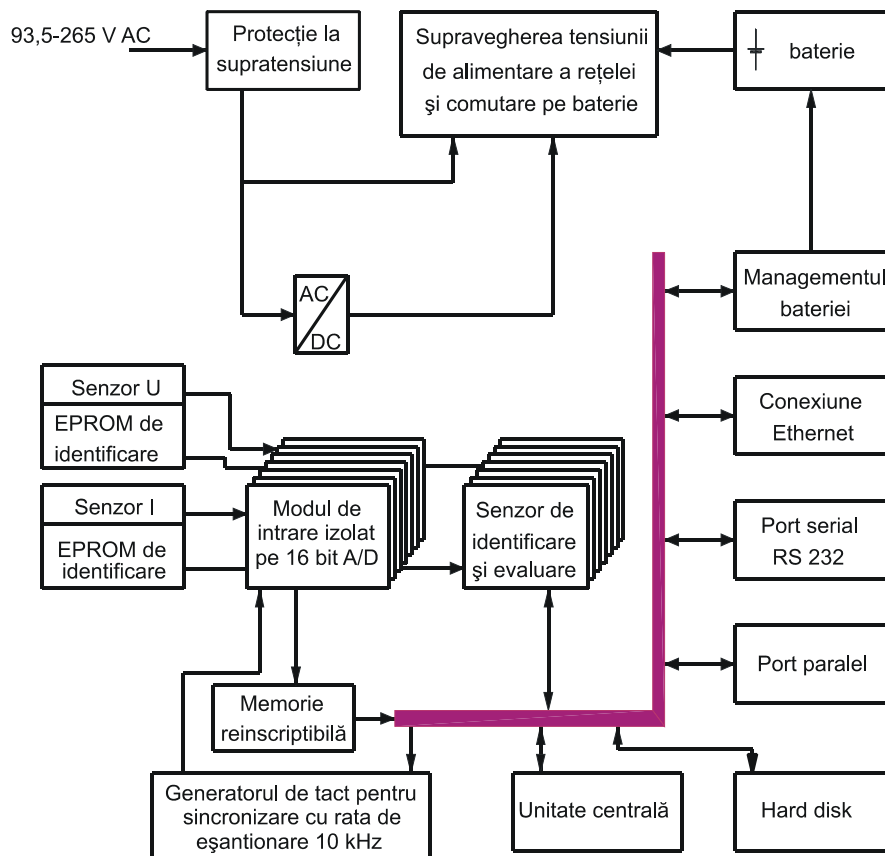 93,5-265 V AC
Protecție la
supratensiune
Supravegherea tensiunii
de alimentare a rețelei
şi comutare pe baterie
baterie
AC
DC
Managementul
bateriei
Senzor U
EPROM de
identificare
Senzor I
EPROM de
identificare
Modul de
intrare izolat
pe 16 bit A/D
Senzor de
identificare
şi evaluare
Conexiune
Ethernet
Port serial
RS 232
Port paralel
Memorie
reinscriptibilă
Generatorul de tact pentru
sincronizare cu rata de
eşantionare 10 kHz
Unitate centrală
Hard disk